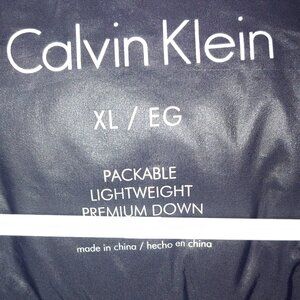 Calvin Klein
XL / EG
PACKABLE
LIGHTWEIGHT
PREMIUM DOWN
made in china / hecho en china